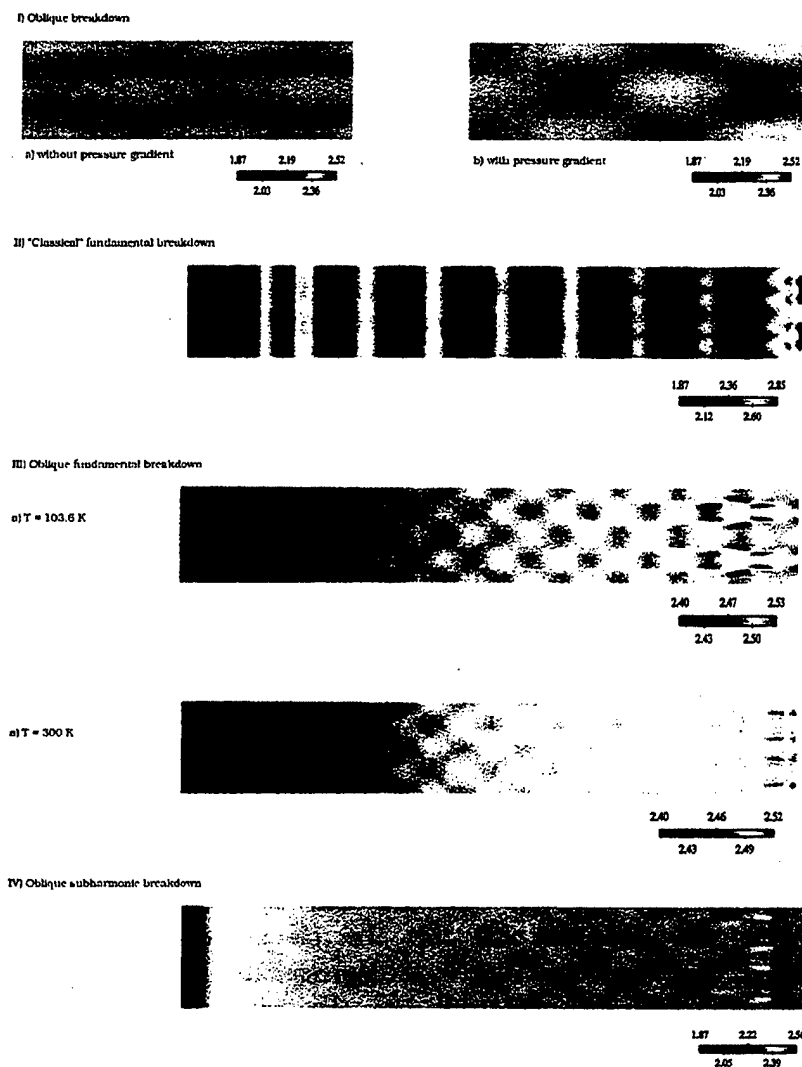 I) Oblique breakdown
a) without pressure gradient
1.87 2.19 2.52
2.03 2.36
b) with pressure gradient
1.87 2.19 2.52
2.03 2.36
II) "Classical" fundamental breakdown
1.87 2.36 2.85
2.12 2.60
III) Oblique fundamental breakdown
a) T = 103.6 K
2.40 2.47 2.53
2.43 2.50
a) T = 300 K
2.40 2.46 2.52
2.43 2.49
IV) Oblique subharmonic breakdown
1.87 2.22 2.56
2.05 2.39